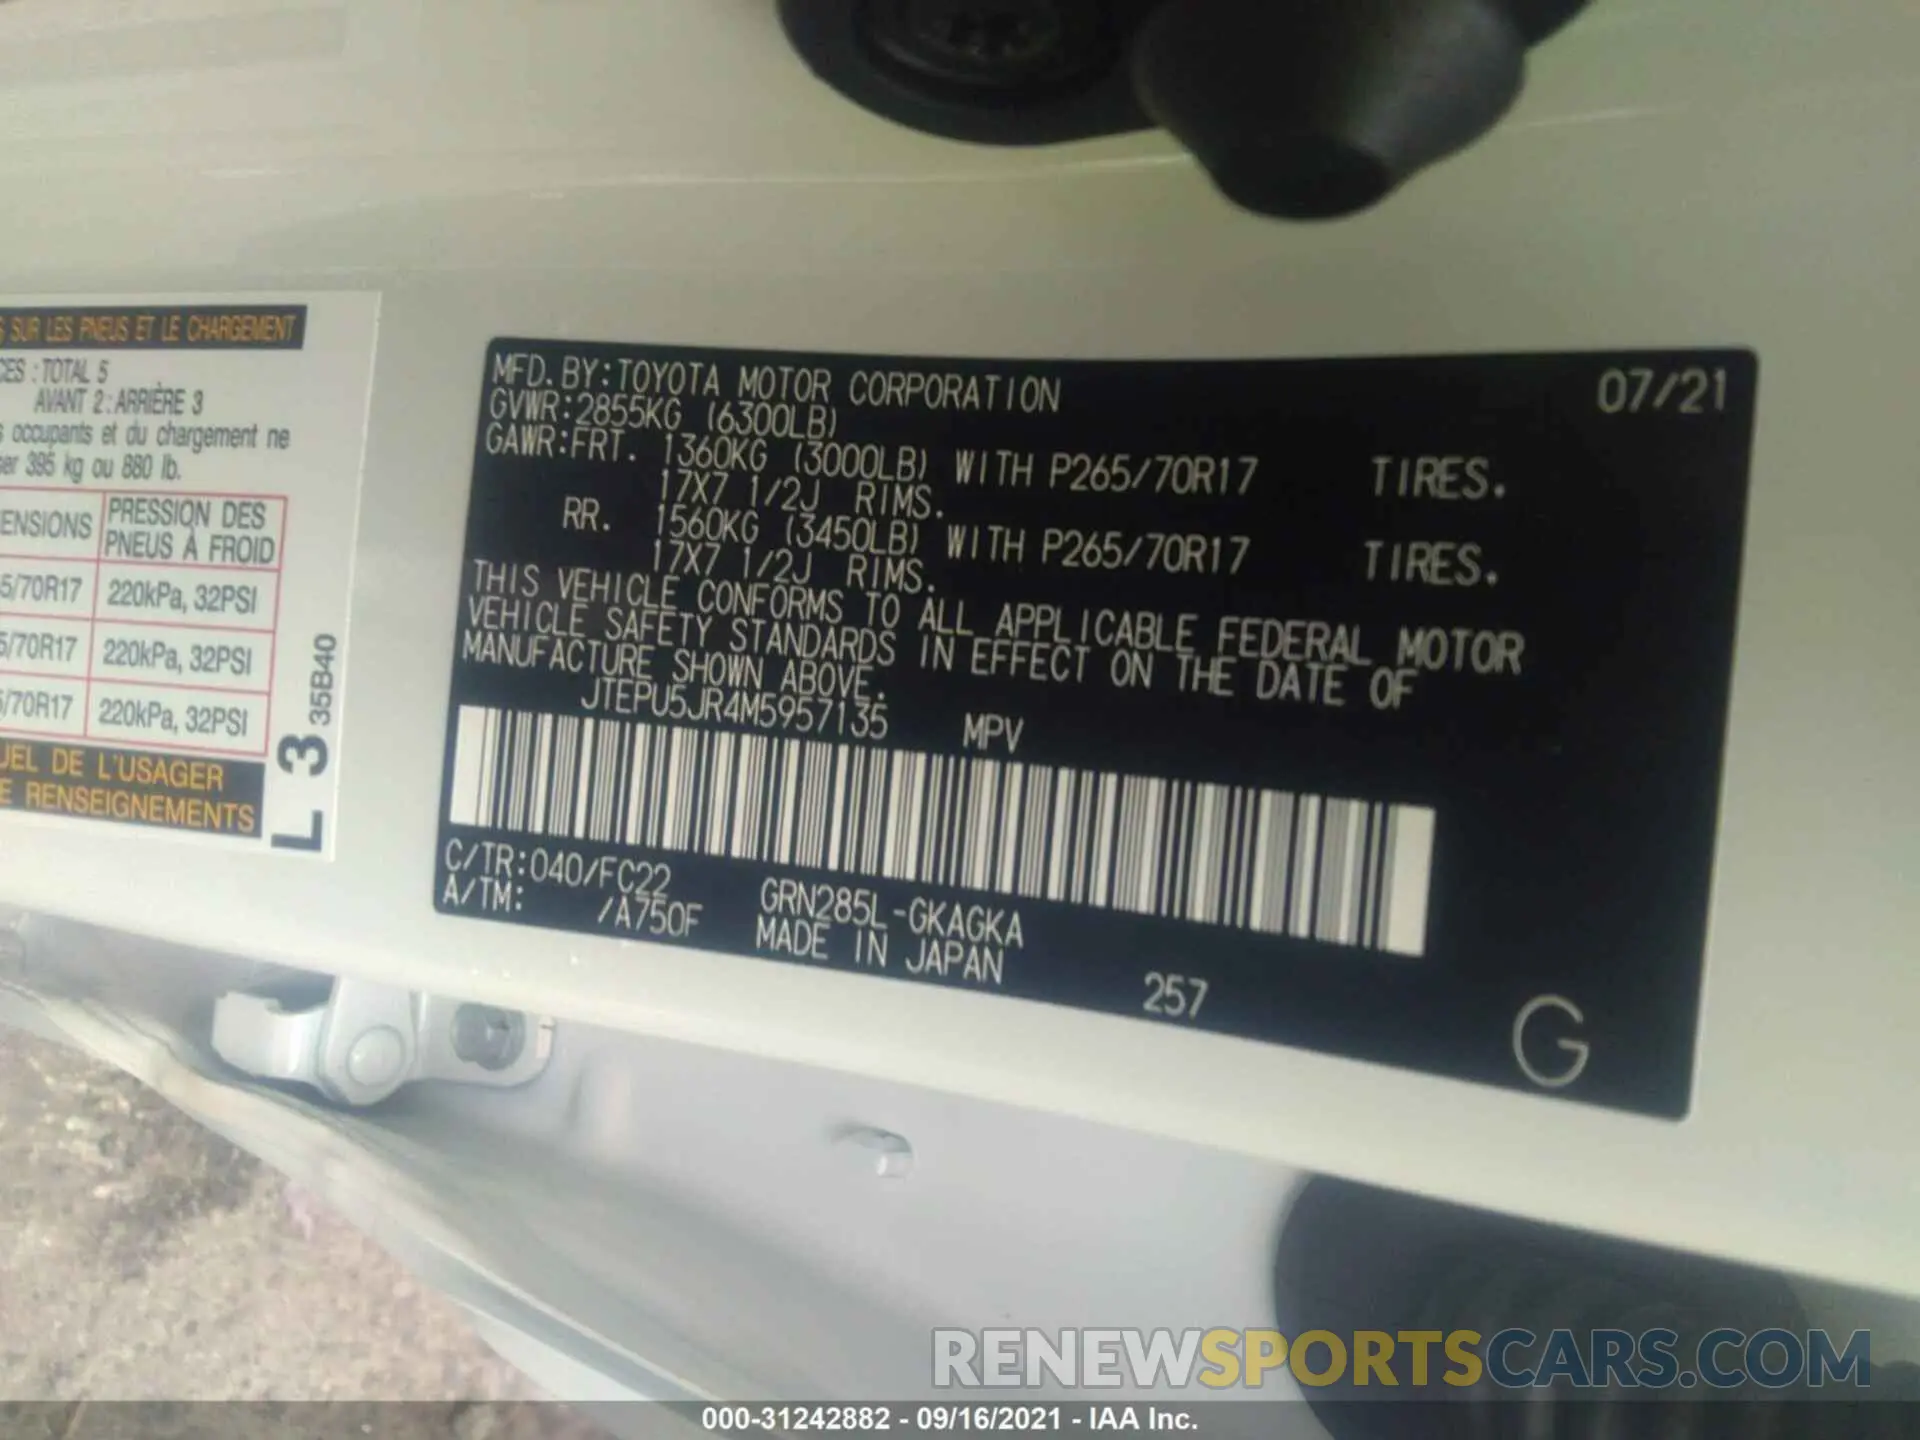 SUR LES PNEUS ET LE CHARGEMENT
CES : TOTAL 5
AVANT 2 : ARRIÈRE 3
occupants et du chargement ne
395 kg ou 880 lb.
ENSIONS PRESSION DES
PNEUS À FROID
5/70R17 220kPa, 32PSI
5/70R17 220kPa, 32PSI
5/70R17 220kPa, 32PSI
UEL DE L'USAGER
E RENSEIGNEMENTS
L 3 35B40
MFD. BY:TOYOTA MOTOR CORPORATION 07/21
GVWR:2855KG (6300LB)
GAWR:FRT. 1360KG (3000LB) WITH P265/70R17 TIRES.
17X7 1/2J RIMS.
RR. 1560KG (3450LB) WITH P265/70R17 TIRES.
17X7 1/2J RIMS.
THIS VEHICLE CONFORMS TO ALL APPLICABLE FEDERAL MOTOR
VEHICLE SAFETY STANDARDS IN EFFECT ON THE DATE OF
MANUFACTURE SHOWN ABOVE.
JTEPU5JR4M5957135 MPV
C/TR:040/FC22 GRN285L-GKAGKA
A/TM: /A750F MADE IN JAPAN
257
G
RENEWSPORTSCARS.COM
000-31242882 - 09/16/2021 - IAA Inc.